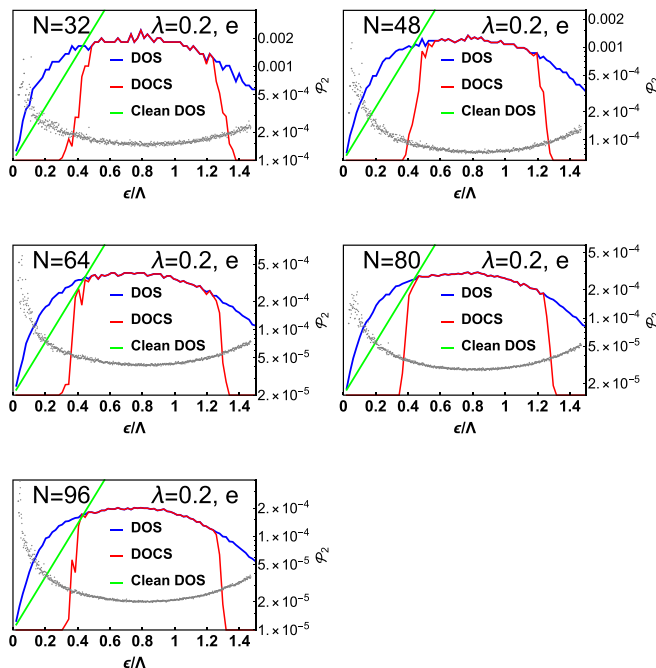 N=32 λ=0.2, e
DOS
DOCS
Clean DOS
0.002
0.001
5.×10⁻⁴
2.×10⁻⁴
1.×10⁻⁴
𝒫₂
0 0.2 0.4 0.6 0.8 1 1.2 1.4
ϵ/Λ
N=48 λ=0.2, e
DOS
DOCS
Clean DOS
0.002
0.001
5.×10⁻⁴
2.×10⁻⁴
1.×10⁻⁴
𝒫₂
0 0.2 0.4 0.6 0.8 1 1.2 1.4
ϵ/Λ
N=64 λ=0.2, e
DOS
DOCS
Clean DOS
5.×10⁻⁴
2.×10⁻⁴
1.×10⁻⁴
5.×10⁻⁵
2.×10⁻⁵
𝒫₂
0 0.2 0.4 0.6 0.8 1 1.2 1.4
ϵ/Λ
N=80 λ=0.2, e
DOS
DOCS
Clean DOS
5.×10⁻⁴
2.×10⁻⁴
1.×10⁻⁴
5.×10⁻⁵
2.×10⁻⁵
𝒫₂
0 0.2 0.4 0.6 0.8 1 1.2 1.4
ϵ/Λ
N=96 λ=0.2, e
DOS
DOCS
Clean DOS
2.×10⁻⁴
1.×10⁻⁴
5.×10⁻⁵
2.×10⁻⁵
1.×10⁻⁵
𝒫₂
0 0.2 0.4 0.6 0.8 1 1.2 1.4
ϵ/Λ